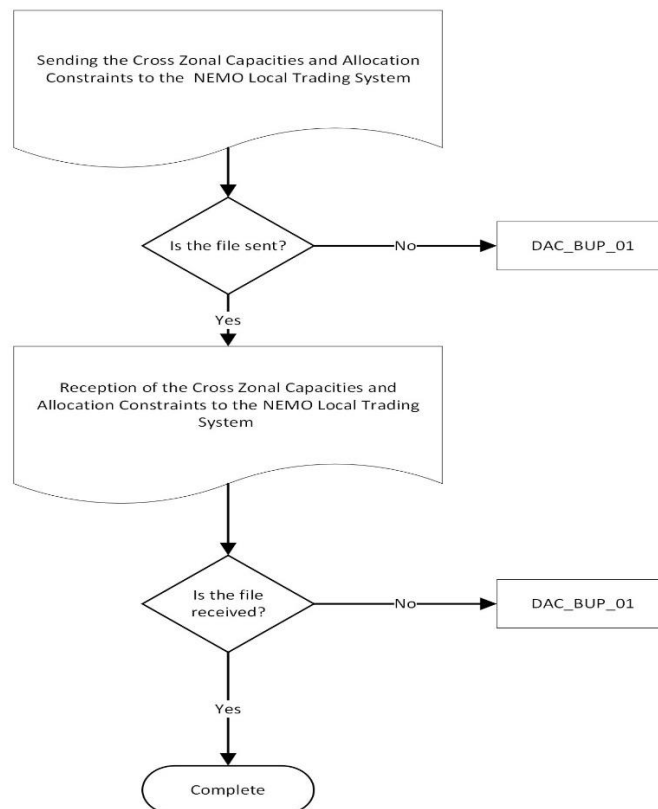 Sending the Cross Zonal Capacities and Allocation
Constraints to the NEMO Local Trading System
Is the file sent?
No
DAC_BUP_01
Yes
Reception of the Cross Zonal Capacities and
Allocation Constraints to the NEMO Local Trading
System
Is the file
received?
No
DAC_BUP_01
Yes
Complete